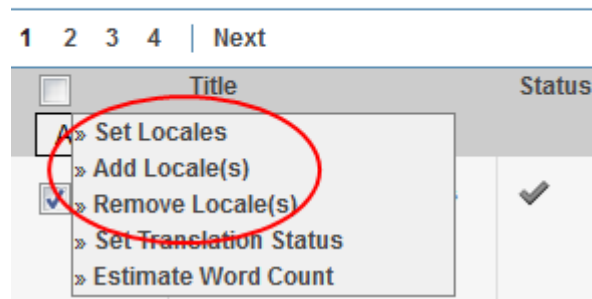 1 2 3 4 | Next
Title Status
A
» Set Locales
» Add Locale(s)
» Remove Locale(s)
» Set Translation Status
» Estimate Word Count